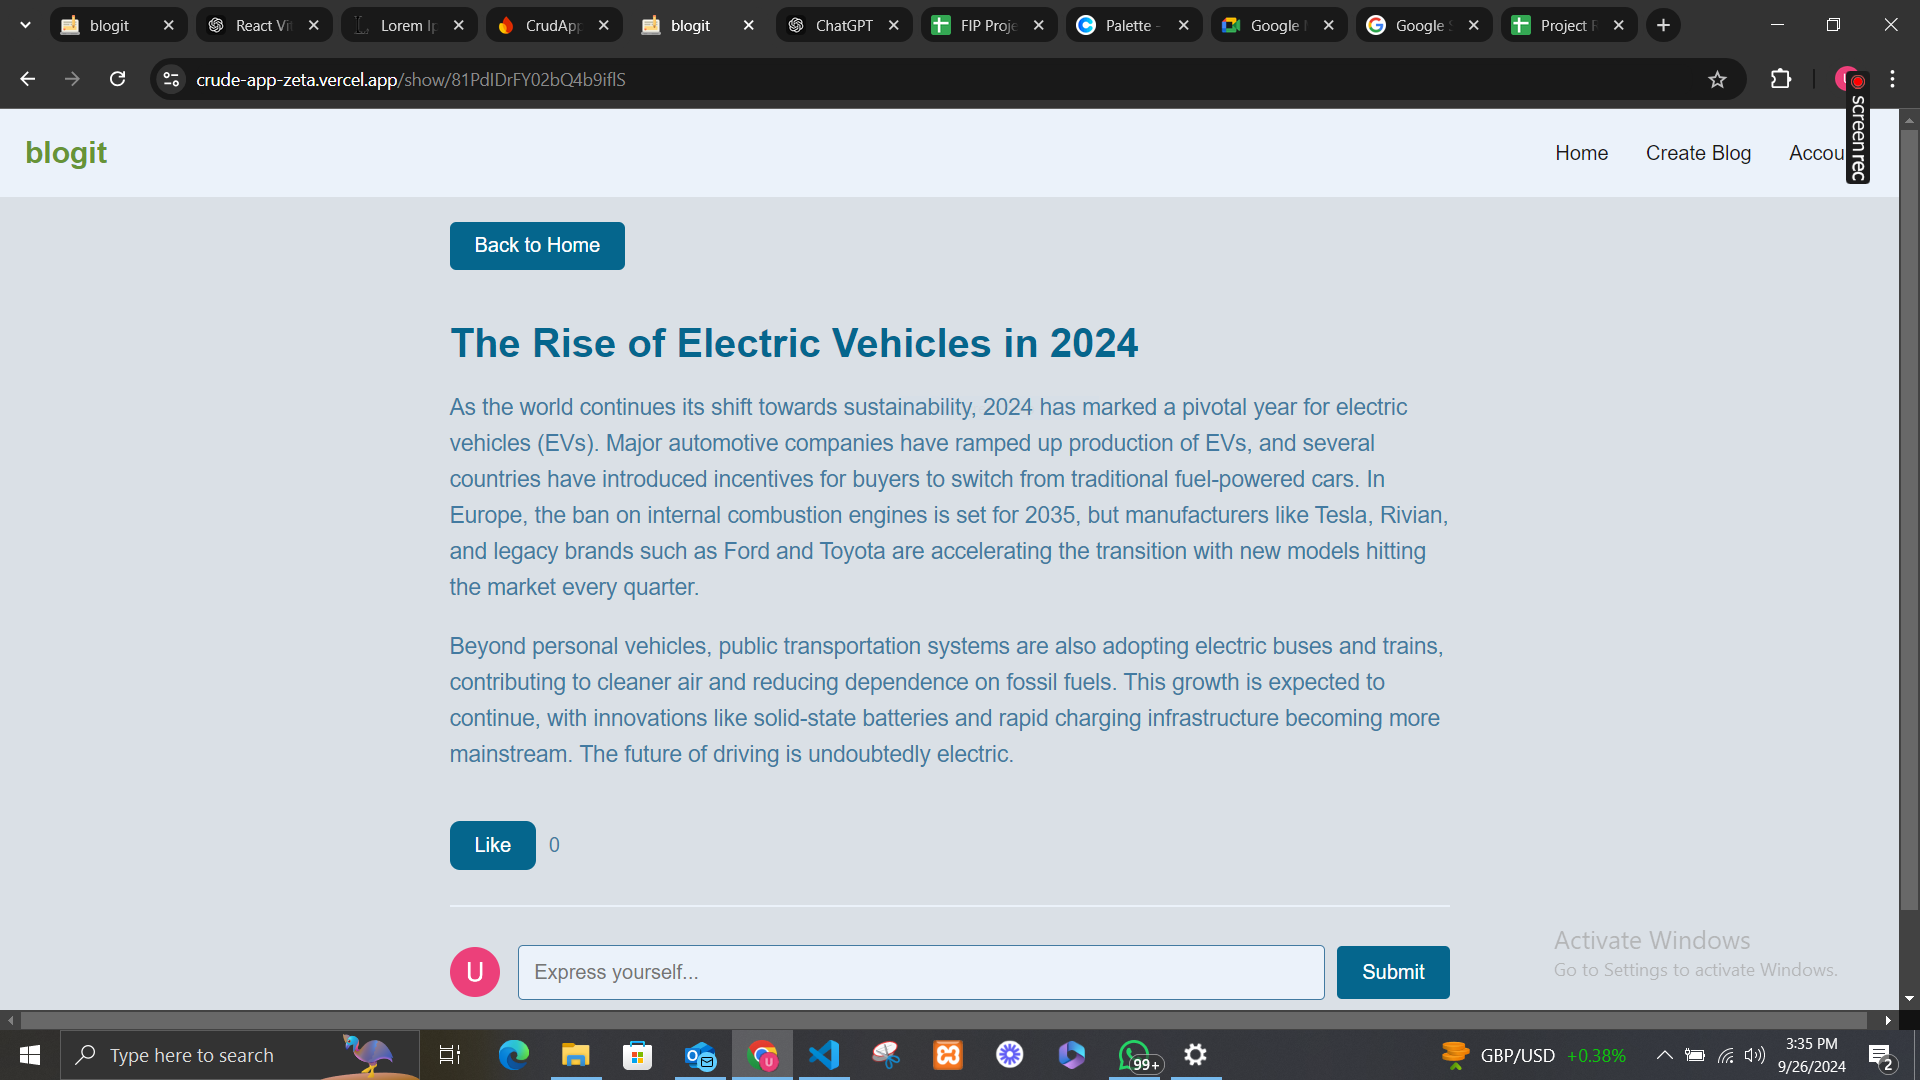 blogit
React Vi
Lorem Ip
CrudApp
blogit
ChatGPT
FIP Proje
Palette -
Google
Google
Project R
crude-app-zeta.vercel.app/show/81PdIDrFY02bQ4b9iflS
screenrec
blogit
Home
Create Blog
Accou
Back to Home
The Rise of Electric Vehicles in 2024
As the world continues its shift towards sustainability, 2024 has marked a pivotal year for electric
vehicles (EVs). Major automotive companies have ramped up production of EVs, and several
countries have introduced incentives for buyers to switch from traditional fuel-powered cars. In
Europe, the ban on internal combustion engines is set for 2035, but manufacturers like Tesla, Rivian,
and legacy brands such as Ford and Toyota are accelerating the transition with new models hitting
the market every quarter.
Beyond personal vehicles, public transportation systems are also adopting electric buses and trains,
contributing to cleaner air and reducing dependence on fossil fuels. This growth is expected to
continue, with innovations like solid-state batteries and rapid charging infrastructure becoming more
mainstream. The future of driving is undoubtedly electric.
Like
0
U
Express yourself...
Submit
Activate Windows
Go to Settings to activate Windows.
Type here to search
99+
GBP/USD +0.38%
3:35 PM
9/26/2024
2